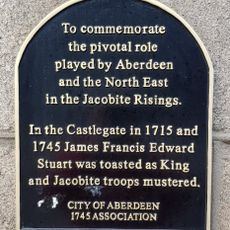 To commemorate
the pivotal role
played by Aberdeen
and the North East
in the Jacobite Risings.
In the Castlegate in 1715 and
1745 James Francis Edward
Stuart was toasted as King
and Jacobite troops mustered.
CITY OF ABERDEEN
1745 ASSOCIATION